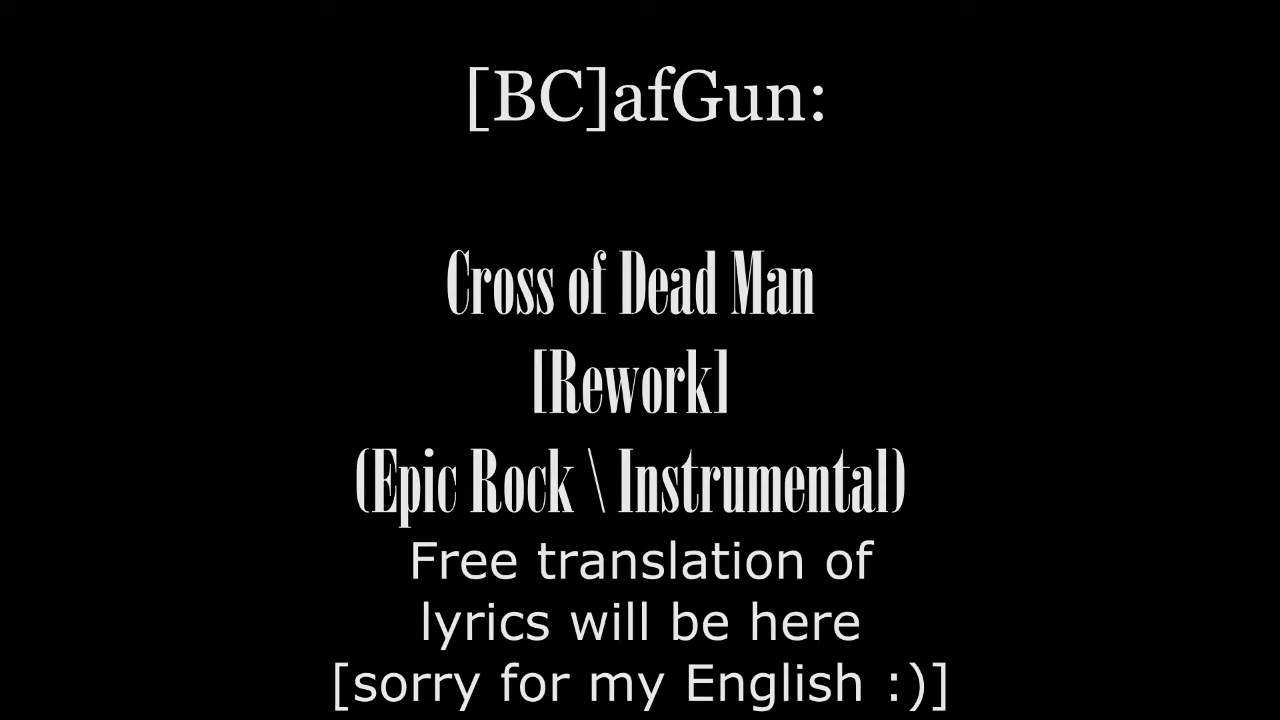 [BC]afGun:
Cross of Dead Man
[Rework]
(Epic Rock \ Instrumental)
Free translation of
lyrics will be here
[sorry for my English :)]